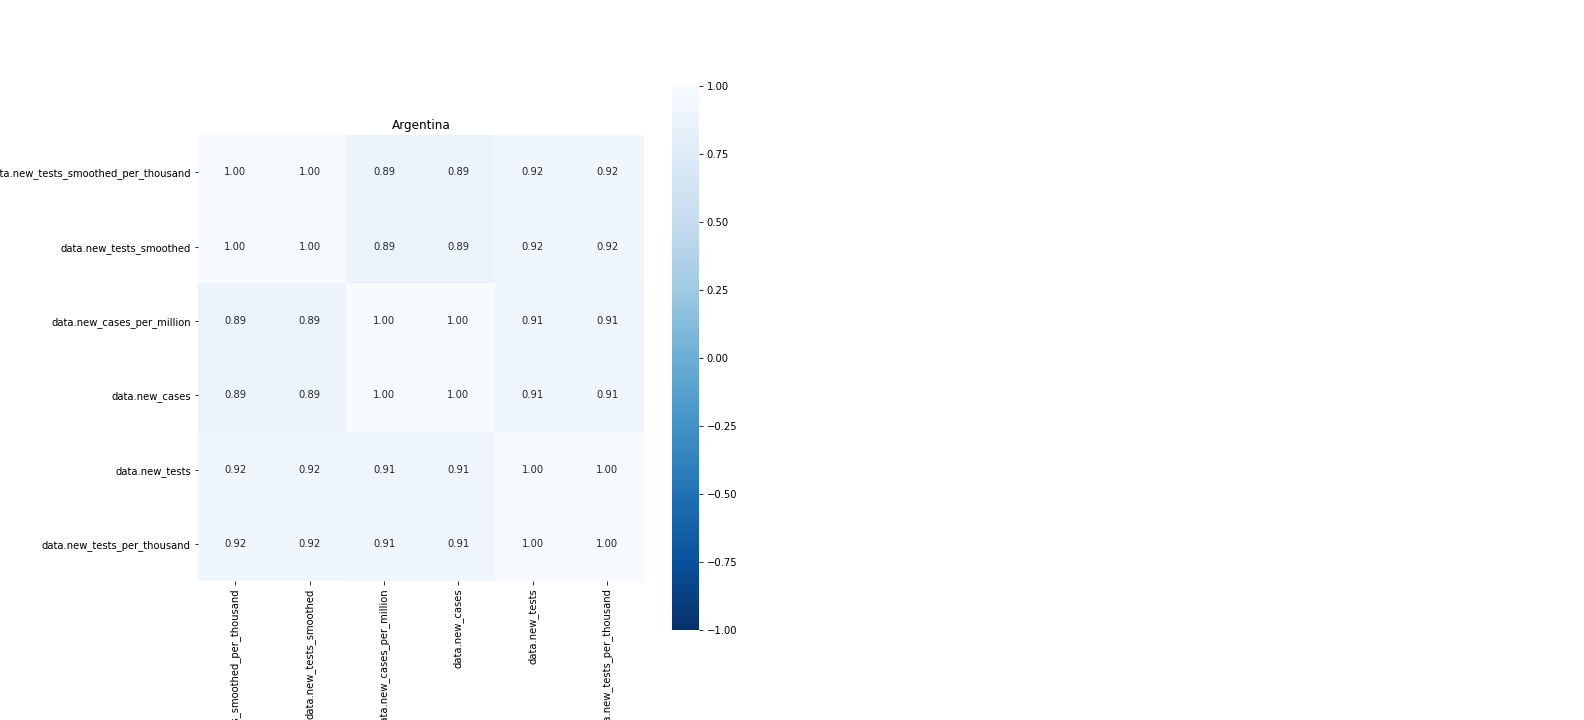 Argentina
ta.new_tests_smoothed_per_thousand
1.00 1.00 0.89 0.89 0.92 0.92
data.new_tests_smoothed
1.00 1.00 0.89 0.89 0.92 0.92
data.new_cases_per_million
0.89 0.89 1.00 1.00 0.91 0.91
data.new_cases
0.89 0.89 1.00 1.00 0.91 0.91
data.new_tests
0.92 0.92 0.91 0.91 1.00 1.00
data.new_tests_per_thousand
0.92 0.92 0.91 0.91 1.00 1.00
s_smoothed_per_thousand
data.new_tests_smoothed
ata.new_cases_per_million
data.new_cases
data.new_tests
a.new_tests_per_thousand
1.00
0.75
0.50
0.25
0.00
−0.25
−0.50
−0.75
−1.00